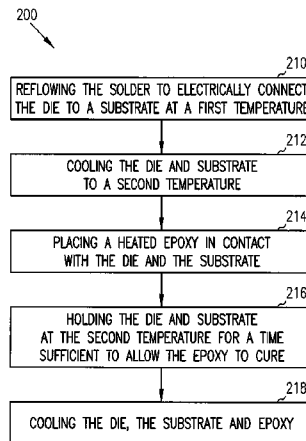 200
210
REFLOWING THE SOLDER TO ELECTRICALLY CONNECT
THE DIE TO A SUBSTRATE AT A FIRST TEMPERATURE
212
COOLING THE DIE AND SUBSTRATE
TO A SECOND TEMPERATURE
214
PLACING A HEATED EPOXY IN CONTACT
WITH THE DIE AND THE SUBSTRATE
216
HOLDING THE DIE AND SUBSTRATE
AT THE SECOND TEMPERATURE FOR A TIME
SUFFICIENT TO ALLOW THE EPOXY TO CURE
218
COOLING THE DIE, THE SUBSTRATE AND EPOXY